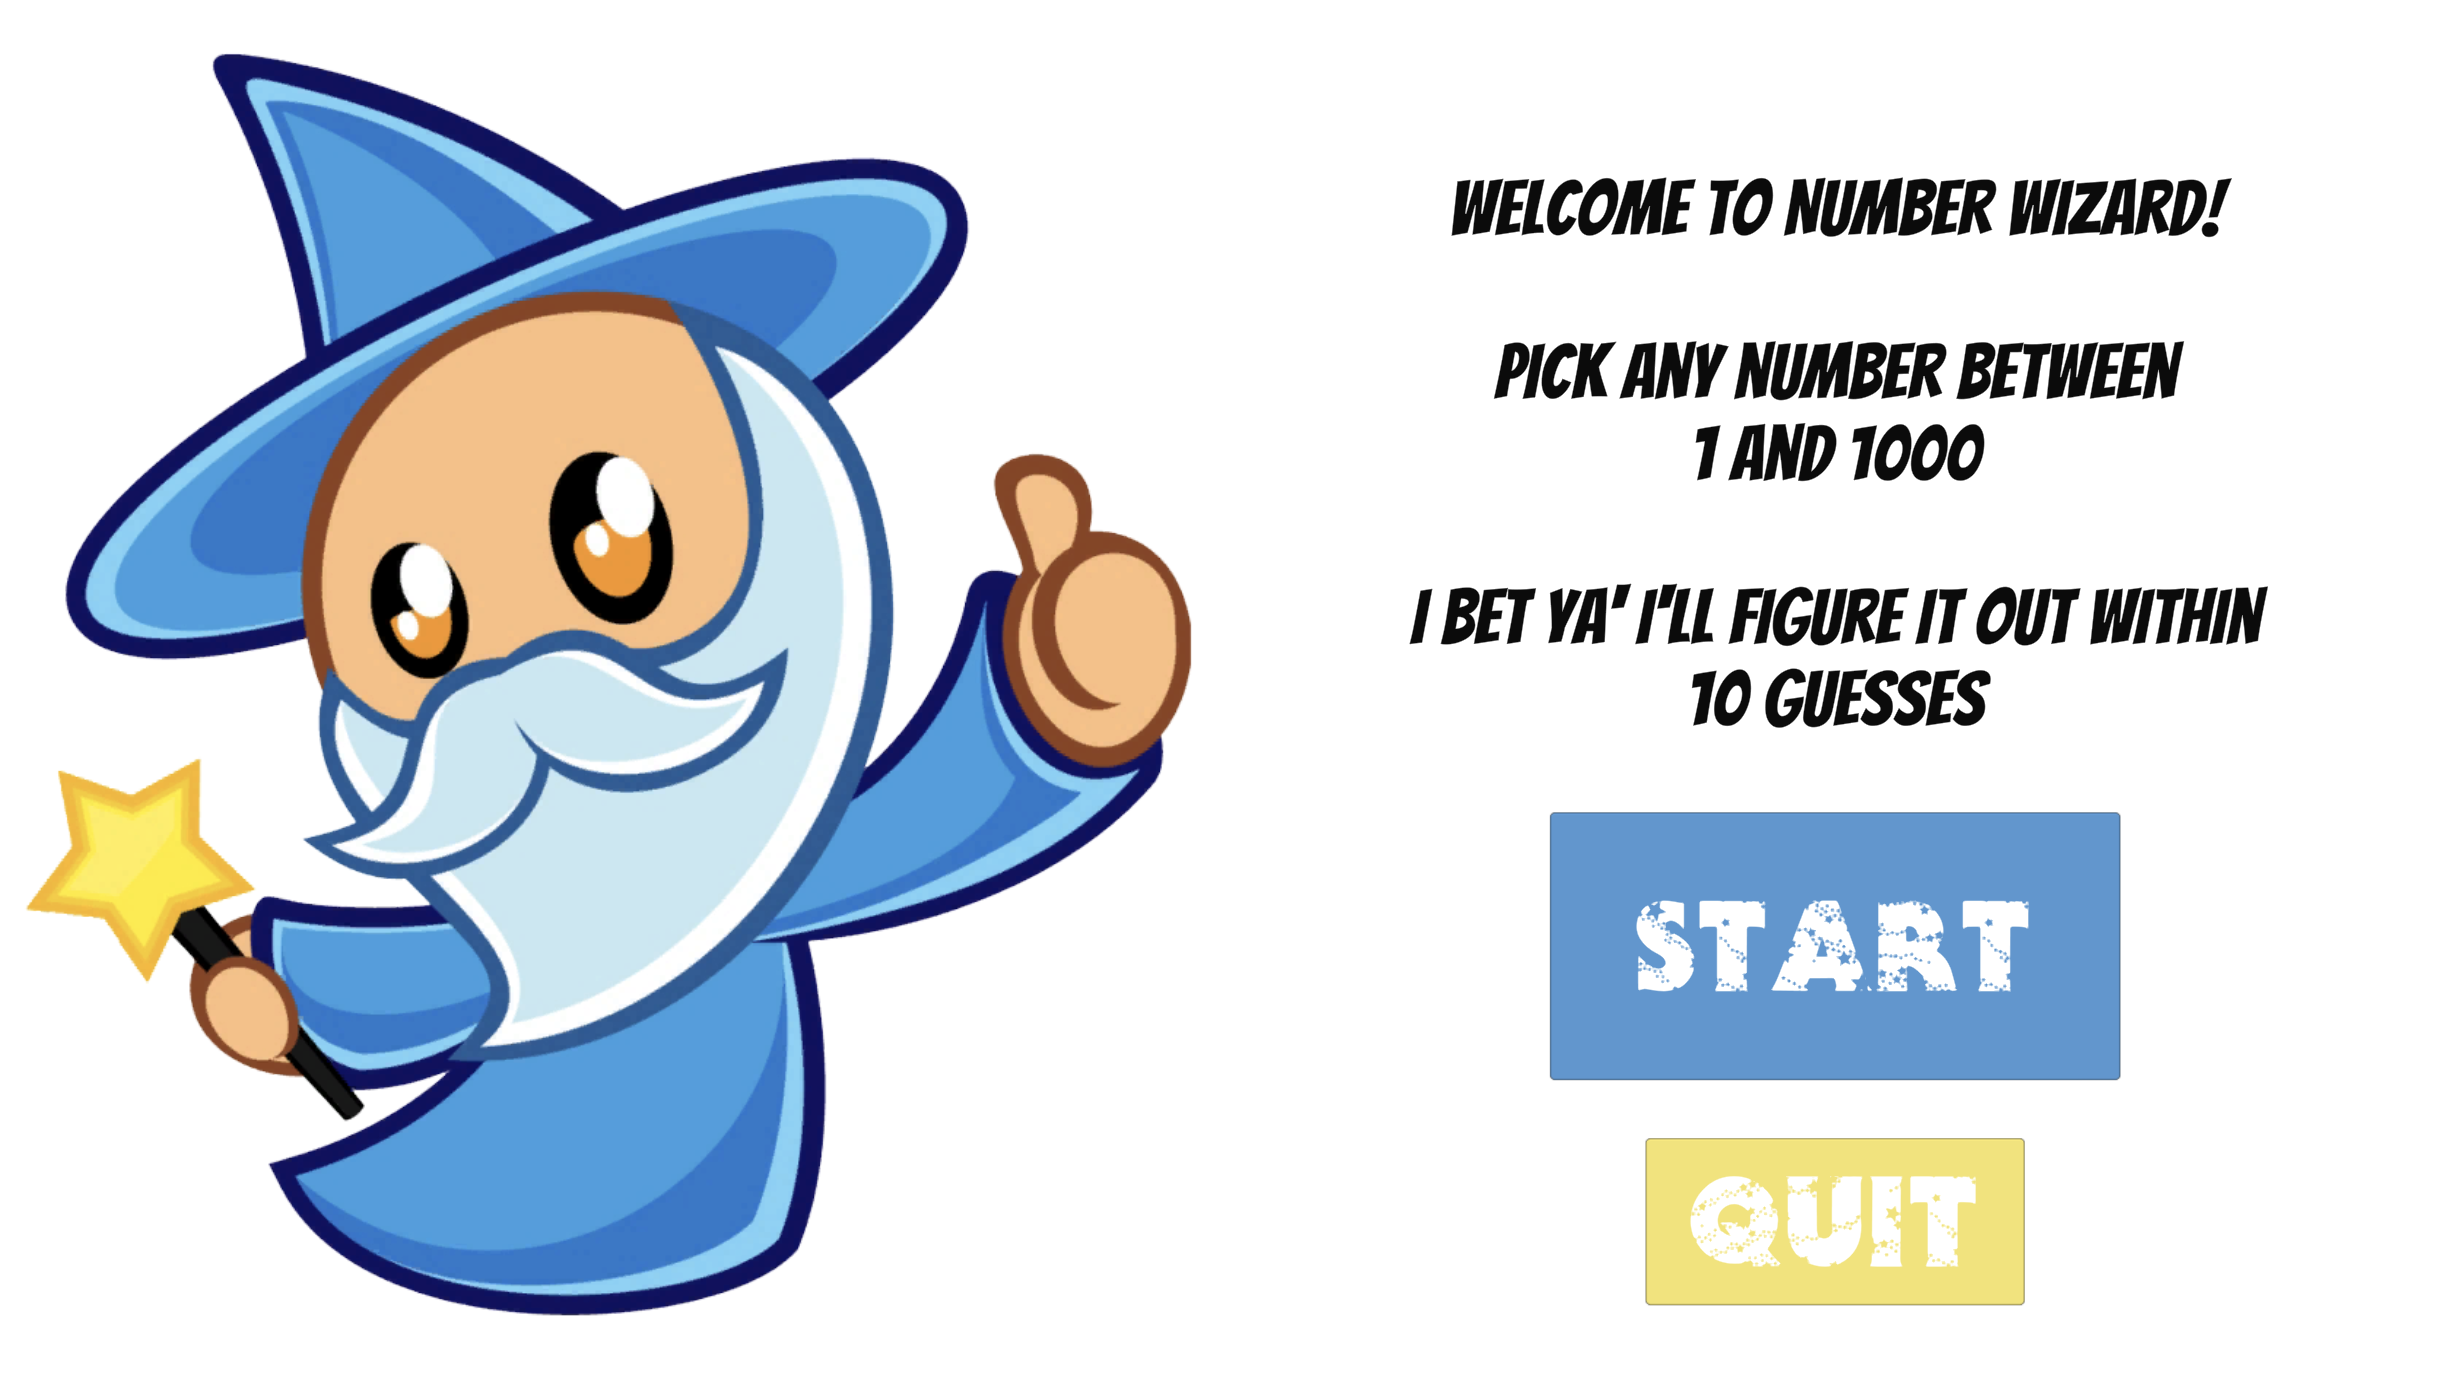 WELCOME TO NUMBER WIZARD!
PICK ANY NUMBER BETWEEN
1 AND 1000
I BET YA' I'LL FIGURE IT OUT WITHIN
10 GUESSES
START
QUIT